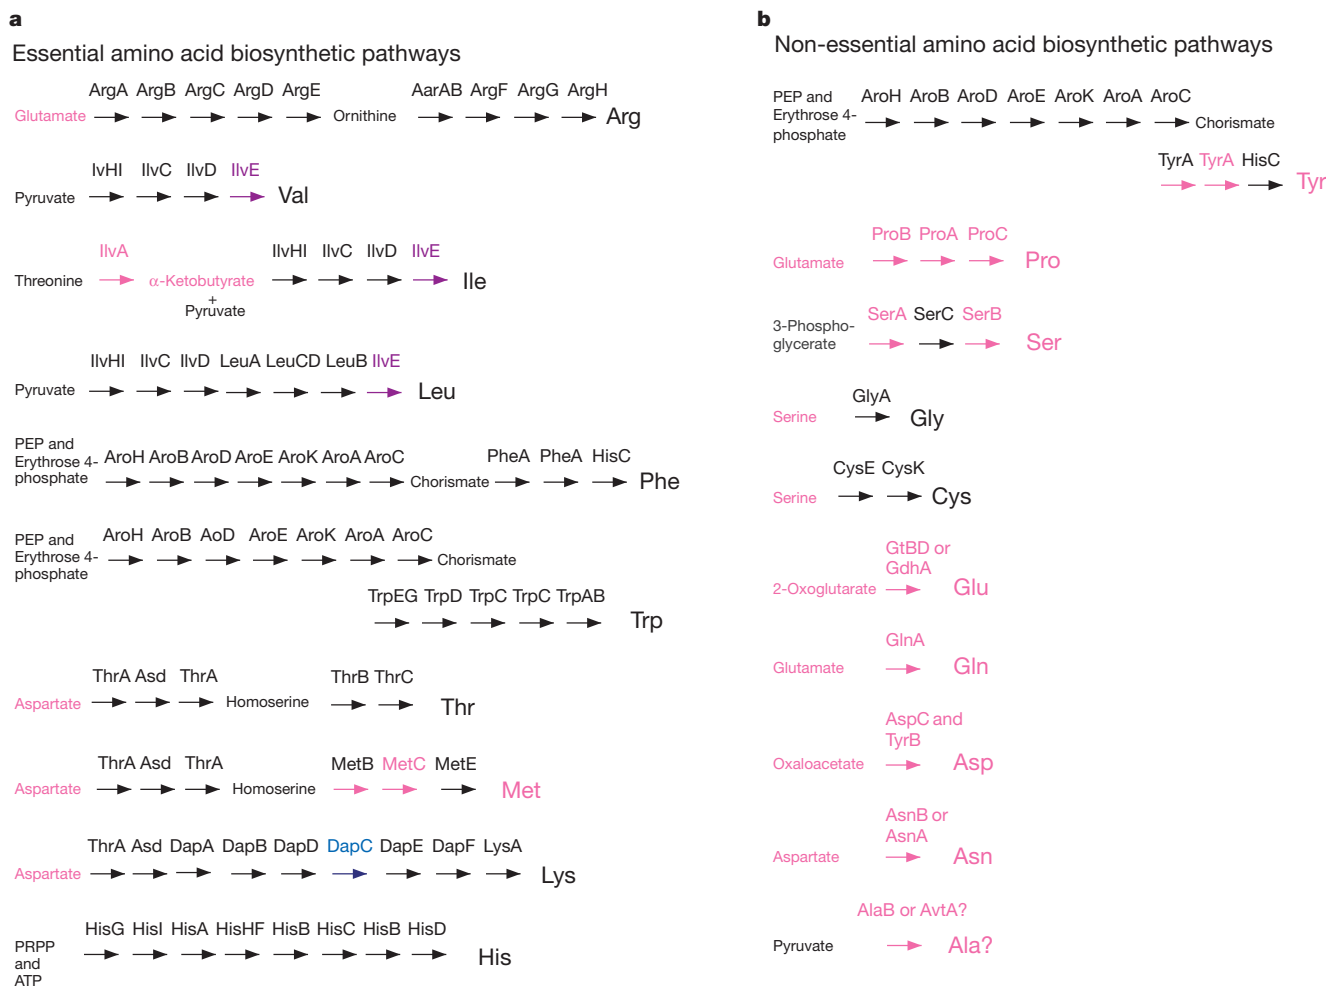 a
Essential amino acid biosynthetic pathways
ArgA ArgB ArgC ArgD ArgE AarAB ArgF ArgG ArgH
Glutamate Ornithine Arg
IvHI IlvC IlvD IlvE
Pyruvate Val
IlvA IlvHI IlvC IlvD IlvE
Threonine α-Ketobutyrate Ile
+
Pyruvate
IlvHI IlvC IlvD LeuA LeuCD LeuB IlvE
Pyruvate Leu
PEP and
Erythrose 4-
phosphate
AroH AroB AroD AroE AroK AroA AroC PheA PheA HisC
Chorismate Phe
PEP and
Erythrose 4-
phosphate
AroH AroB AoD AroE AroK AroA AroC
Chorismate
TrpEG TrpD TrpC TrpC TrpAB
Trp
ThrA Asd ThrA ThrB ThrC
Aspartate Homoserine Thr
ThrA Asd ThrA MetB MetC MetE
Aspartate Homoserine Met
ThrA Asd DapA DapB DapD DapC DapE DapF LysA
Aspartate Lys
HisG HisI HisA HisHF HisB HisC HisB HisD
PRPP
and
ATP
His
b
Non-essential amino acid biosynthetic pathways
PEP and
Erythrose 4-
phosphate
AroH AroB AroD AroE AroK AroA AroC
Chorismate
TyrA TyrA HisC
Tyr
ProB ProA ProC
Glutamate Pro
SerA SerC SerB
3-Phospho-
glycerate
Ser
GlyA
Serine Gly
CysE CysK
Serine Cys
GtBD or
GdhA
2-Oxoglutarate Glu
GlnA
Glutamate Gln
AspC and
TyrB
Oxaloacetate Asp
AsnB or
AsnA
Aspartate Asn
AlaB or AvtA?
Pyruvate Ala?